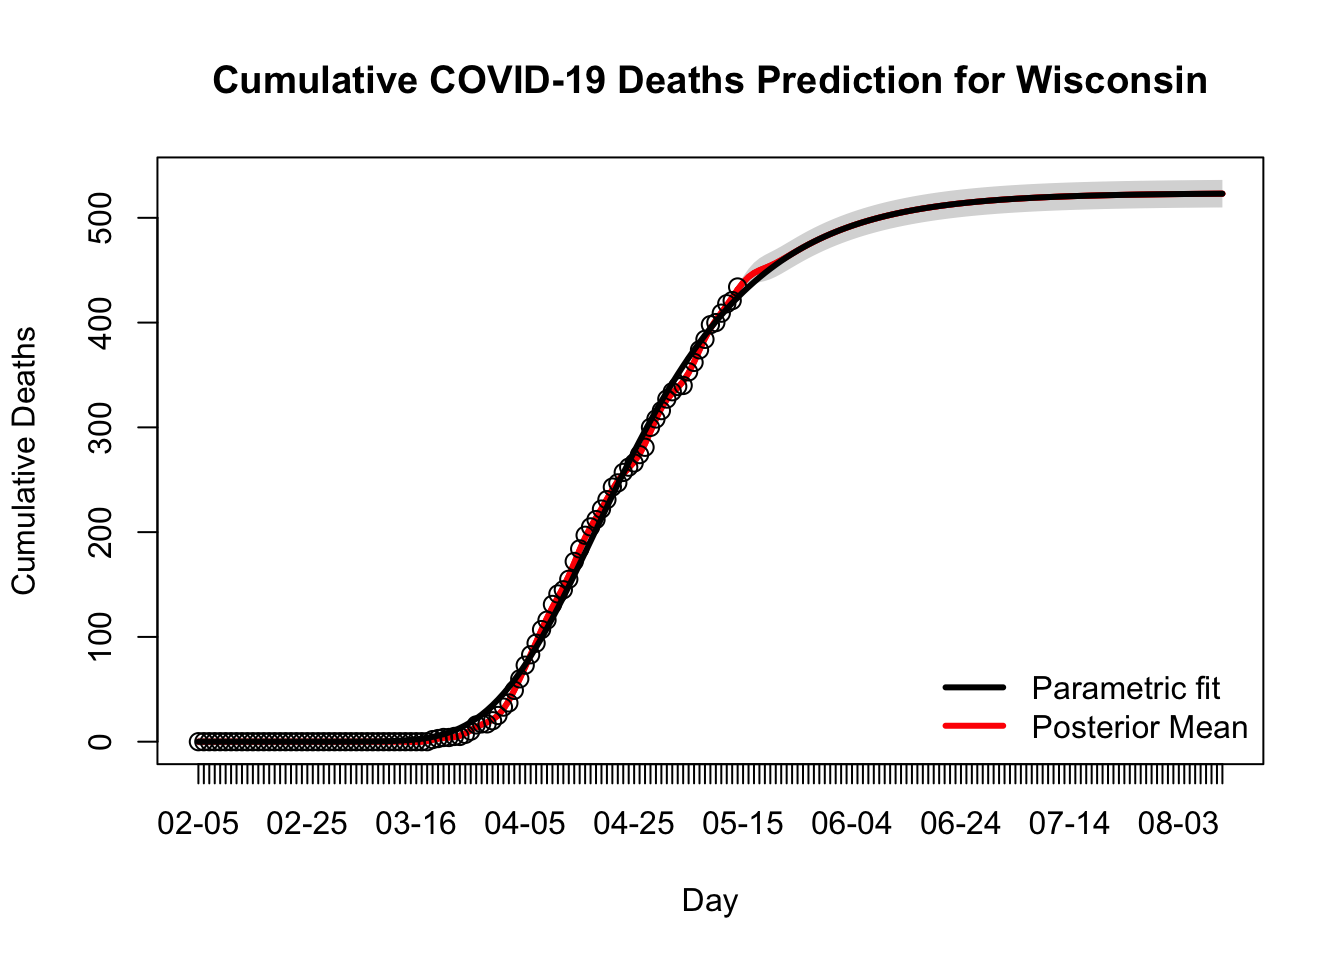 Cumulative COVID-19 Deaths Prediction for Wisconsin
Cumulative Deaths
500
400
300
200
100
0
Parametric fit
Posterior Mean
02-05 02-25 03-16 04-05 04-25 05-15 06-04 06-24 07-14 08-03
Day